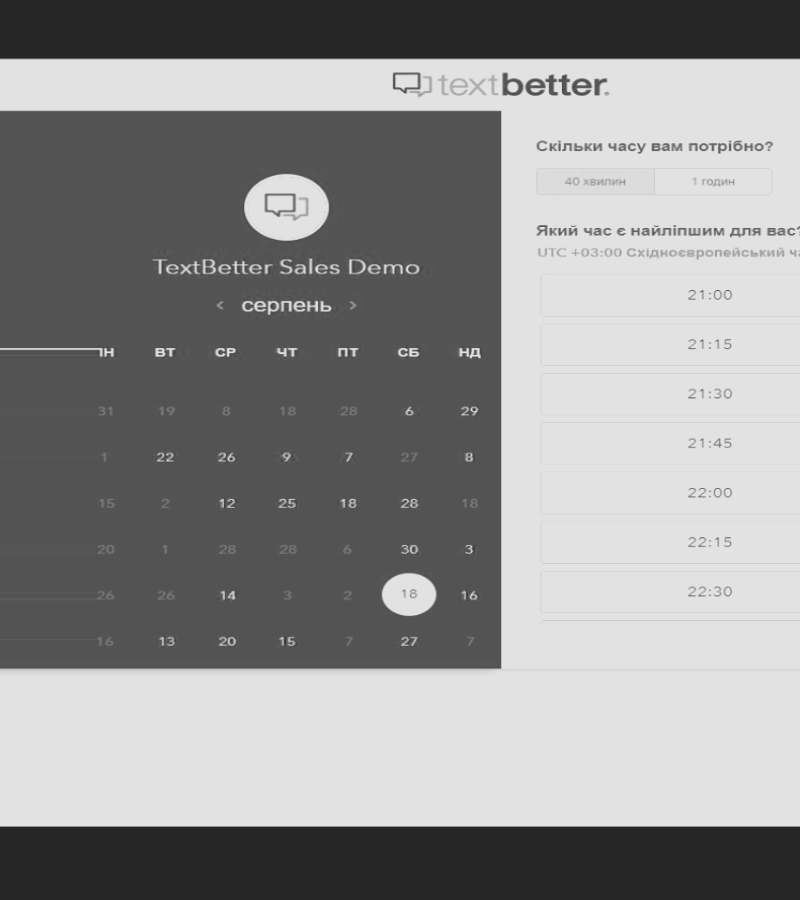 textbetter.
TextBetter Sales Demo
< серпень >
ІН ВТ СР ЧТ ПТ СБ НД
31 19 8 18 28 6 29
1 22 26 9 7 27 8
15 2 12 25 18 28 18
20 1 28 28 6 30 3
26 26 14 3 2 18 16
16 13 20 15 7 27 7
Скільки часу вам потрібно?
40 хвилин 1 годин
Який час є найліпшим для вас?
UTC +03:00 Східноєвропейський ча
21:00
21:15
21:30
21:45
22:00
22:15
22:30